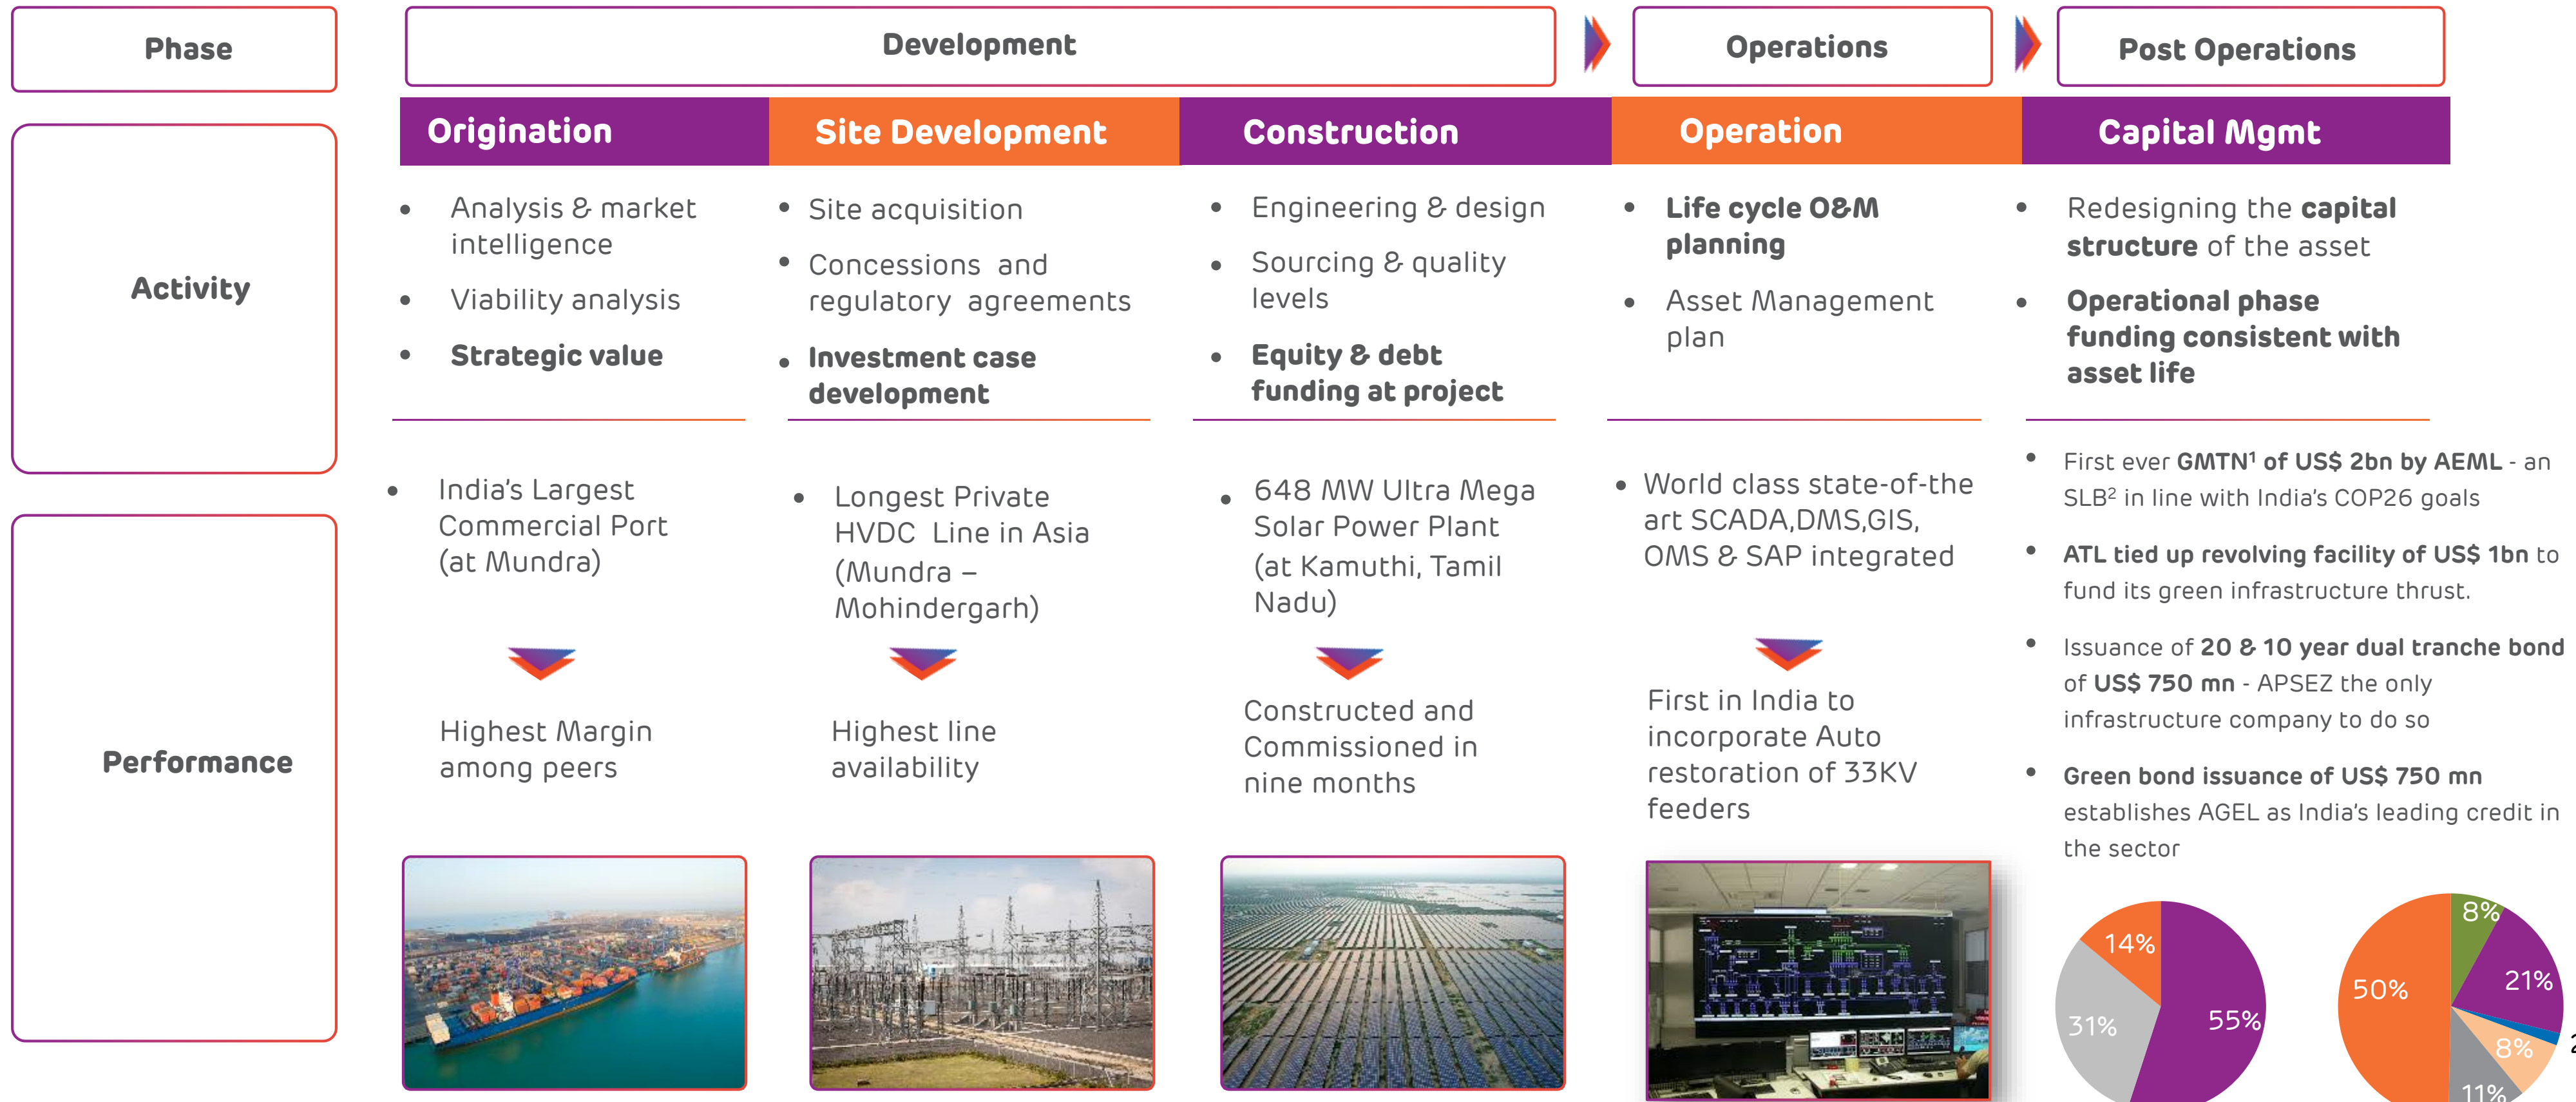 Phase
Development
Operations
Post Operations
Activity
Origination
Site Development
Construction
Operation
Capital Mgmt
• Analysis & market
intelligence
• Viability analysis
• Strategic value
• Site acquisition
• Concessions and
regulatory agreements
• Investment case
development
• Engineering & design
• Sourcing & quality
levels
• Equity & debt
funding at project
• Life cycle O&M
planning
• Asset Management
plan
• Redesigning the capital
structure of the asset
• Operational phase
funding consistent with
asset life
Performance
• India’s Largest
Commercial Port
(at Mundra)
Highest Margin
among peers
• Longest Private
HVDC Line in Asia
(Mundra –
Mohindergarh)
Highest line
availability
• 648 MW Ultra Mega
Solar Power Plant
(at Kamuthi, Tamil
Nadu)
Constructed and
Commissioned in
nine months
• World class state-of-the
art SCADA,DMS,GIS,
OMS & SAP integrated
First in India to
incorporate Auto
restoration of 33KV
feeders
• First ever GMTN¹ of US$ 2bn by AEML - an
SLB² in line with India’s COP26 goals
• ATL tied up revolving facility of US$ 1bn to
fund its green infrastructure thrust.
• Issuance of 20 & 10 year dual tranche bond
of US$ 750 mn - APSEZ the only
infrastructure company to do so
• Green bond issuance of US$ 750 mn
establishes AGEL as India’s leading credit in
the sector
14%
31%
55%
8%
21%
50%
8%
11%